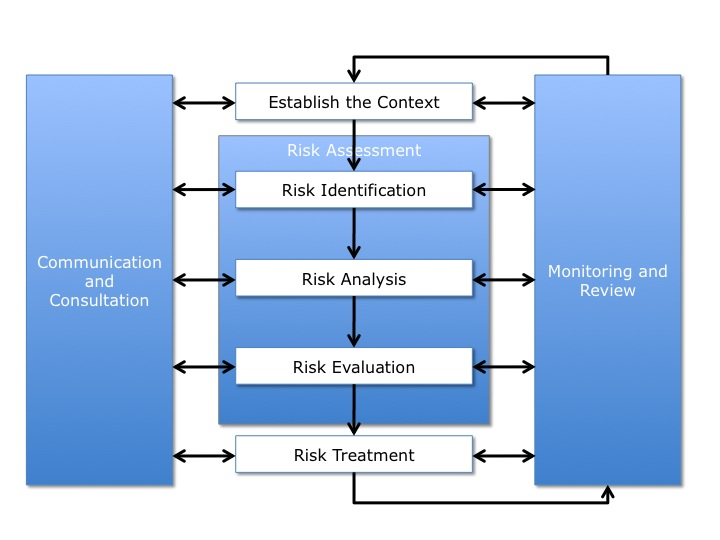 Establish the Context
Risk Assessment
Risk Identification
Communication
and
Consultation
Risk Analysis
Monitoring and
Review
Risk Evaluation
Risk Treatment